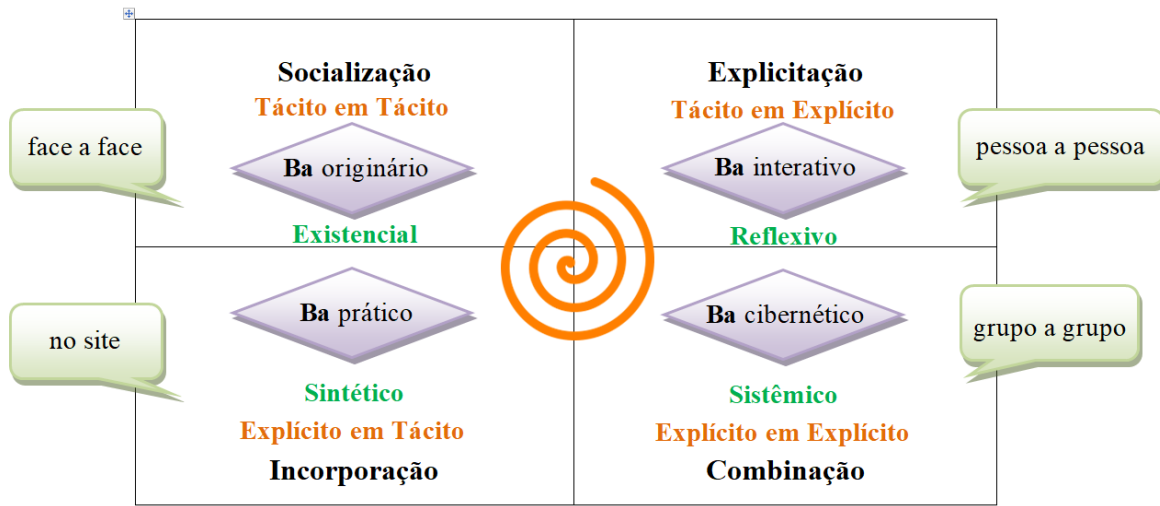 Socialização
Tácito em Tácito
face a face
Ba originário
Existencial
Explicitação
Tácito em Explícito
Ba interativo
pessoa a pessoa
Reflexivo
Ba prático
no site
Sintético
Explícito em Tácito
Incorporação
Ba cibernético
grupo a grupo
Sistêmico
Explícito em Explícito
Combinação